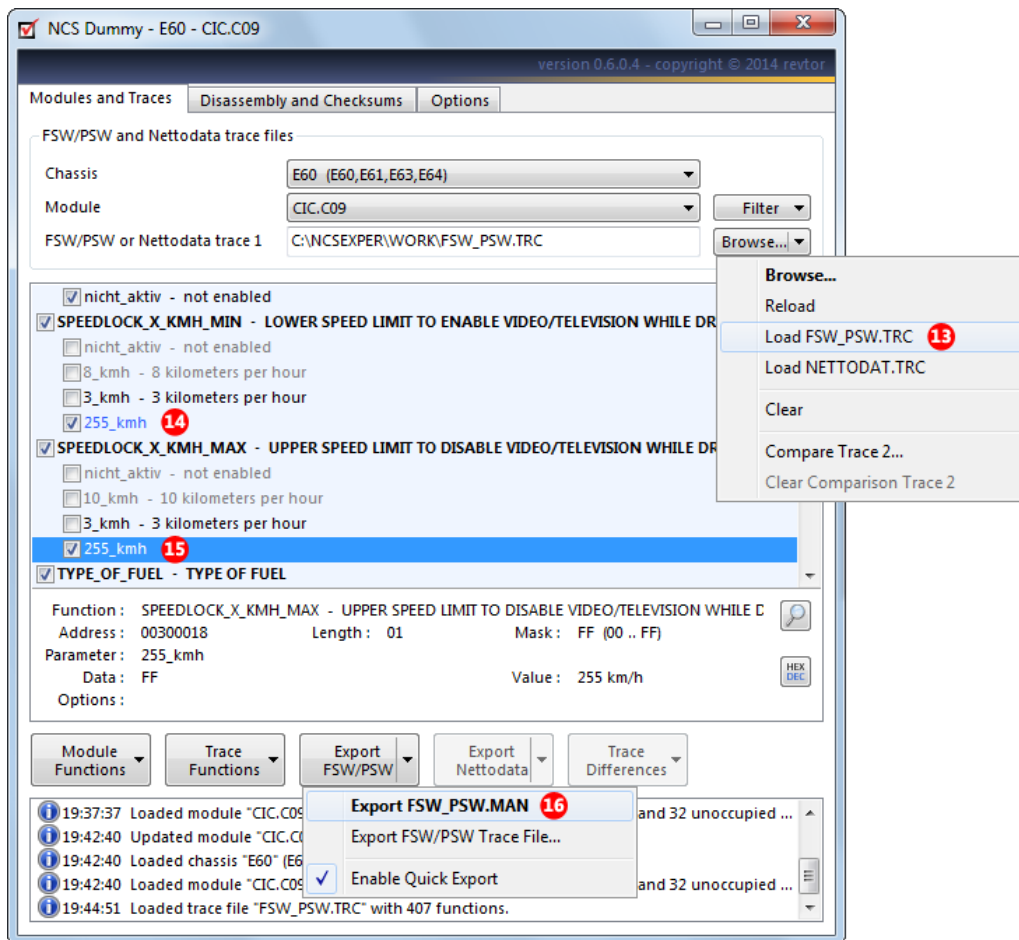 NCS Dummy - E60 - CIC.C09
version 0.6.0.4 - copyright © 2014 revtor
Modules and Traces Disassembly and Checksums Options
FSW/PSW and Nettodata trace files
Chassis E60 (E60,E61,E63,E64)
Module CIC.C09 Filter
FSW/PSW or Nettodata trace 1 C:\NCSEXPER\WORK\FSW_PSW.TRC Browse...
Browse...
Reload
Load FSW_PSW.TRC 13
Load NETTODAT.TRC
Clear
Compare Trace 2...
Clear Comparison Trace 2
nicht_aktiv - not enabled
SPEEDLOCK_X_KMH_MIN - LOWER SPEED LIMIT TO ENABLE VIDEO/TELEVISION WHILE DR
nicht_aktiv - not enabled
8_kmh - 8 kilometers per hour
3_kmh - 3 kilometers per hour
255_kmh 14
SPEEDLOCK_X_KMH_MAX - UPPER SPEED LIMIT TO DISABLE VIDEO/TELEVISION WHILE DR
nicht_aktiv - not enabled
10_kmh - 10 kilometers per hour
3_kmh - 3 kilometers per hour
255_kmh 15
TYPE_OF_FUEL - TYPE OF FUEL
Function : SPEEDLOCK_X_KMH_MAX - UPPER SPEED LIMIT TO DISABLE VIDEO/TELEVISION WHILE D
Address : 00300018 Length : 01 Mask : FF (00 .. FF)
Parameter : 255_kmh
Data : FF Value : 255 km/h
HEX
DEC
Options :
Module Functions Trace Functions Export FSW/PSW Export Nettodata Trace Differences
Export FSW_PSW.MAN 16
Export FSW/PSW Trace File...
Enable Quick Export
19:37:37 Loaded module "CIC.C09 and 32 unoccupied ...
19:42:40 Updated module "CIC.C0
19:42:40 Loaded chassis "E60" (E6
19:42:40 Loaded module "CIC.C09 and 32 unoccupied ...
19:44:51 Loaded trace file "FSW_PSW.TRC" with 407 functions.